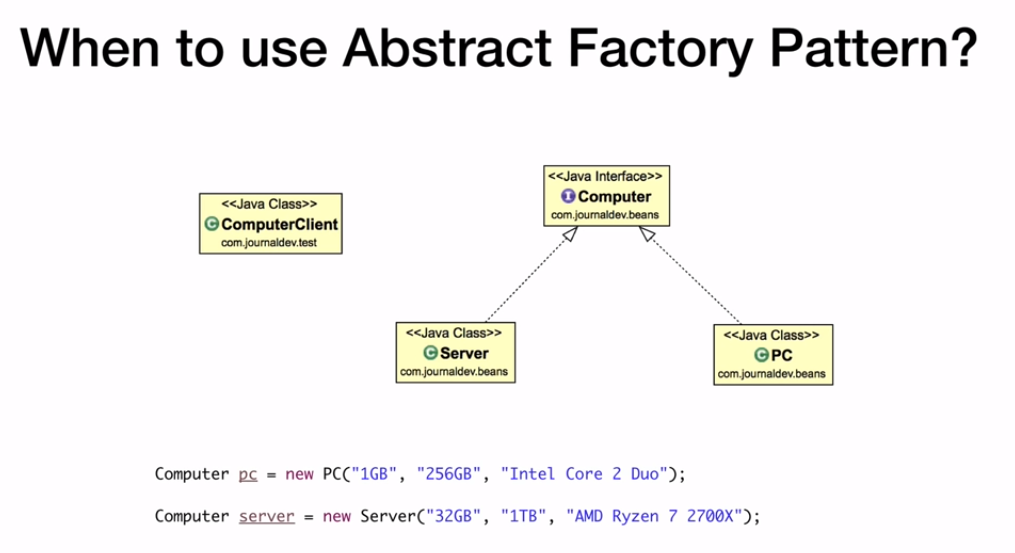 When to use Abstract Factory Pattern?
<<Java Interface>>
I Computer
com.journaldev.beans
<<Java Class>>
C ComputerClient
com.journaldev.test
<<Java Class>>
C Server
com.journaldev.beans
<<Java Class>>
C PC
com.journaldev.beans
Computer pc = new PC("1GB", "256GB", "Intel Core 2 Duo");
Computer server = new Server("32GB", "1TB", "AMD Ryzen 7 2700X");